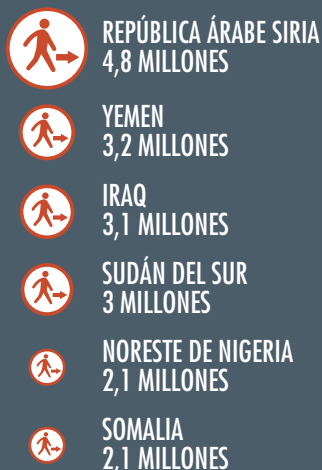 REPÚBLICA ÁRABE SIRIA
4,8 MILLONES
YEMEN
3,2 MILLONES
IRAQ
3,1 MILLONES
SUDÁN DEL SUR
3 MILLONES
NORESTE DE NIGERIA
2,1 MILLONES
SOMALIA
2,1 MILLONES